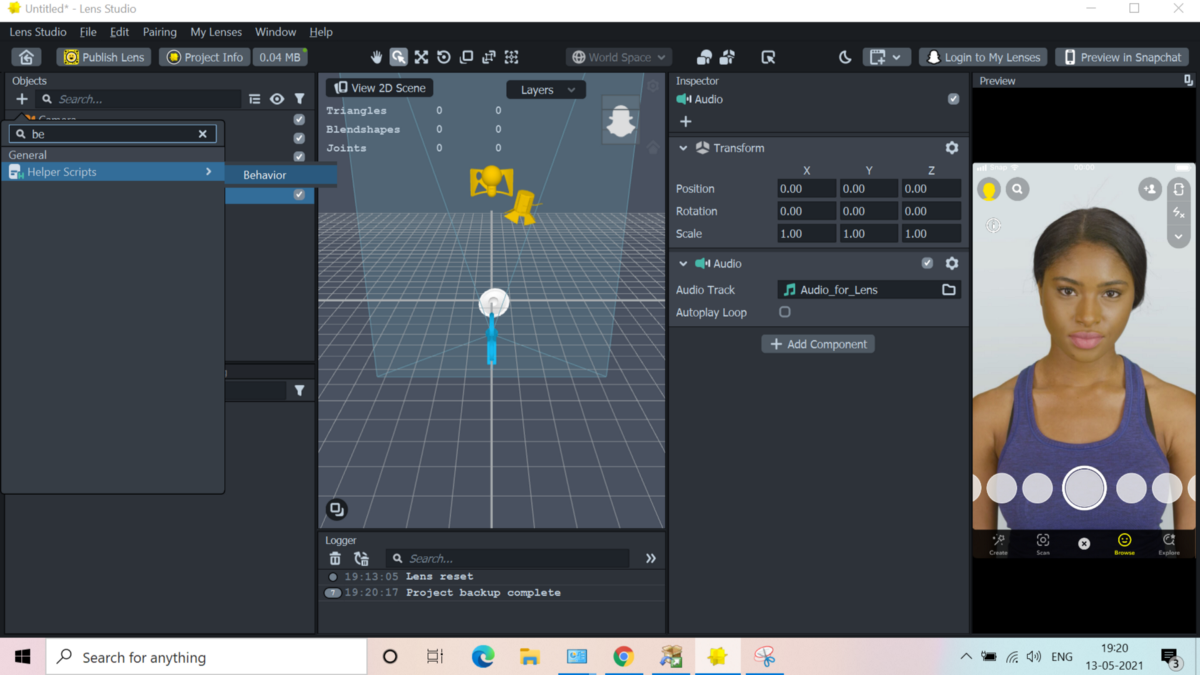 Untitled* - Lens Studio
Lens Studio File Edit Pairing My Lenses Window Help
Publish Lens Project Info 0.04 MB World Space Login to My Lenses Preview in Snapchat
Objects
Search...
Camera
be
General
Helper Scripts
Behavior
View 2D Scene Layers
Triangles 0 0
Blendshapes 0 0
Joints 0 0
Logger
Search...
19:13:05 Lens reset
7 19:20:17 Project backup complete
Inspector
Audio
Transform
X Y Z
Position 0.00 0.00 0.00
Rotation 0.00 0.00 0.00
Scale 1.00 1.00 1.00
Audio
Audio Track Audio_for_Lens
Autoplay Loop
Add Component
Preview
Create Scan Browse Explore
Search for anything
ENG
19:20
13-05-2021
3